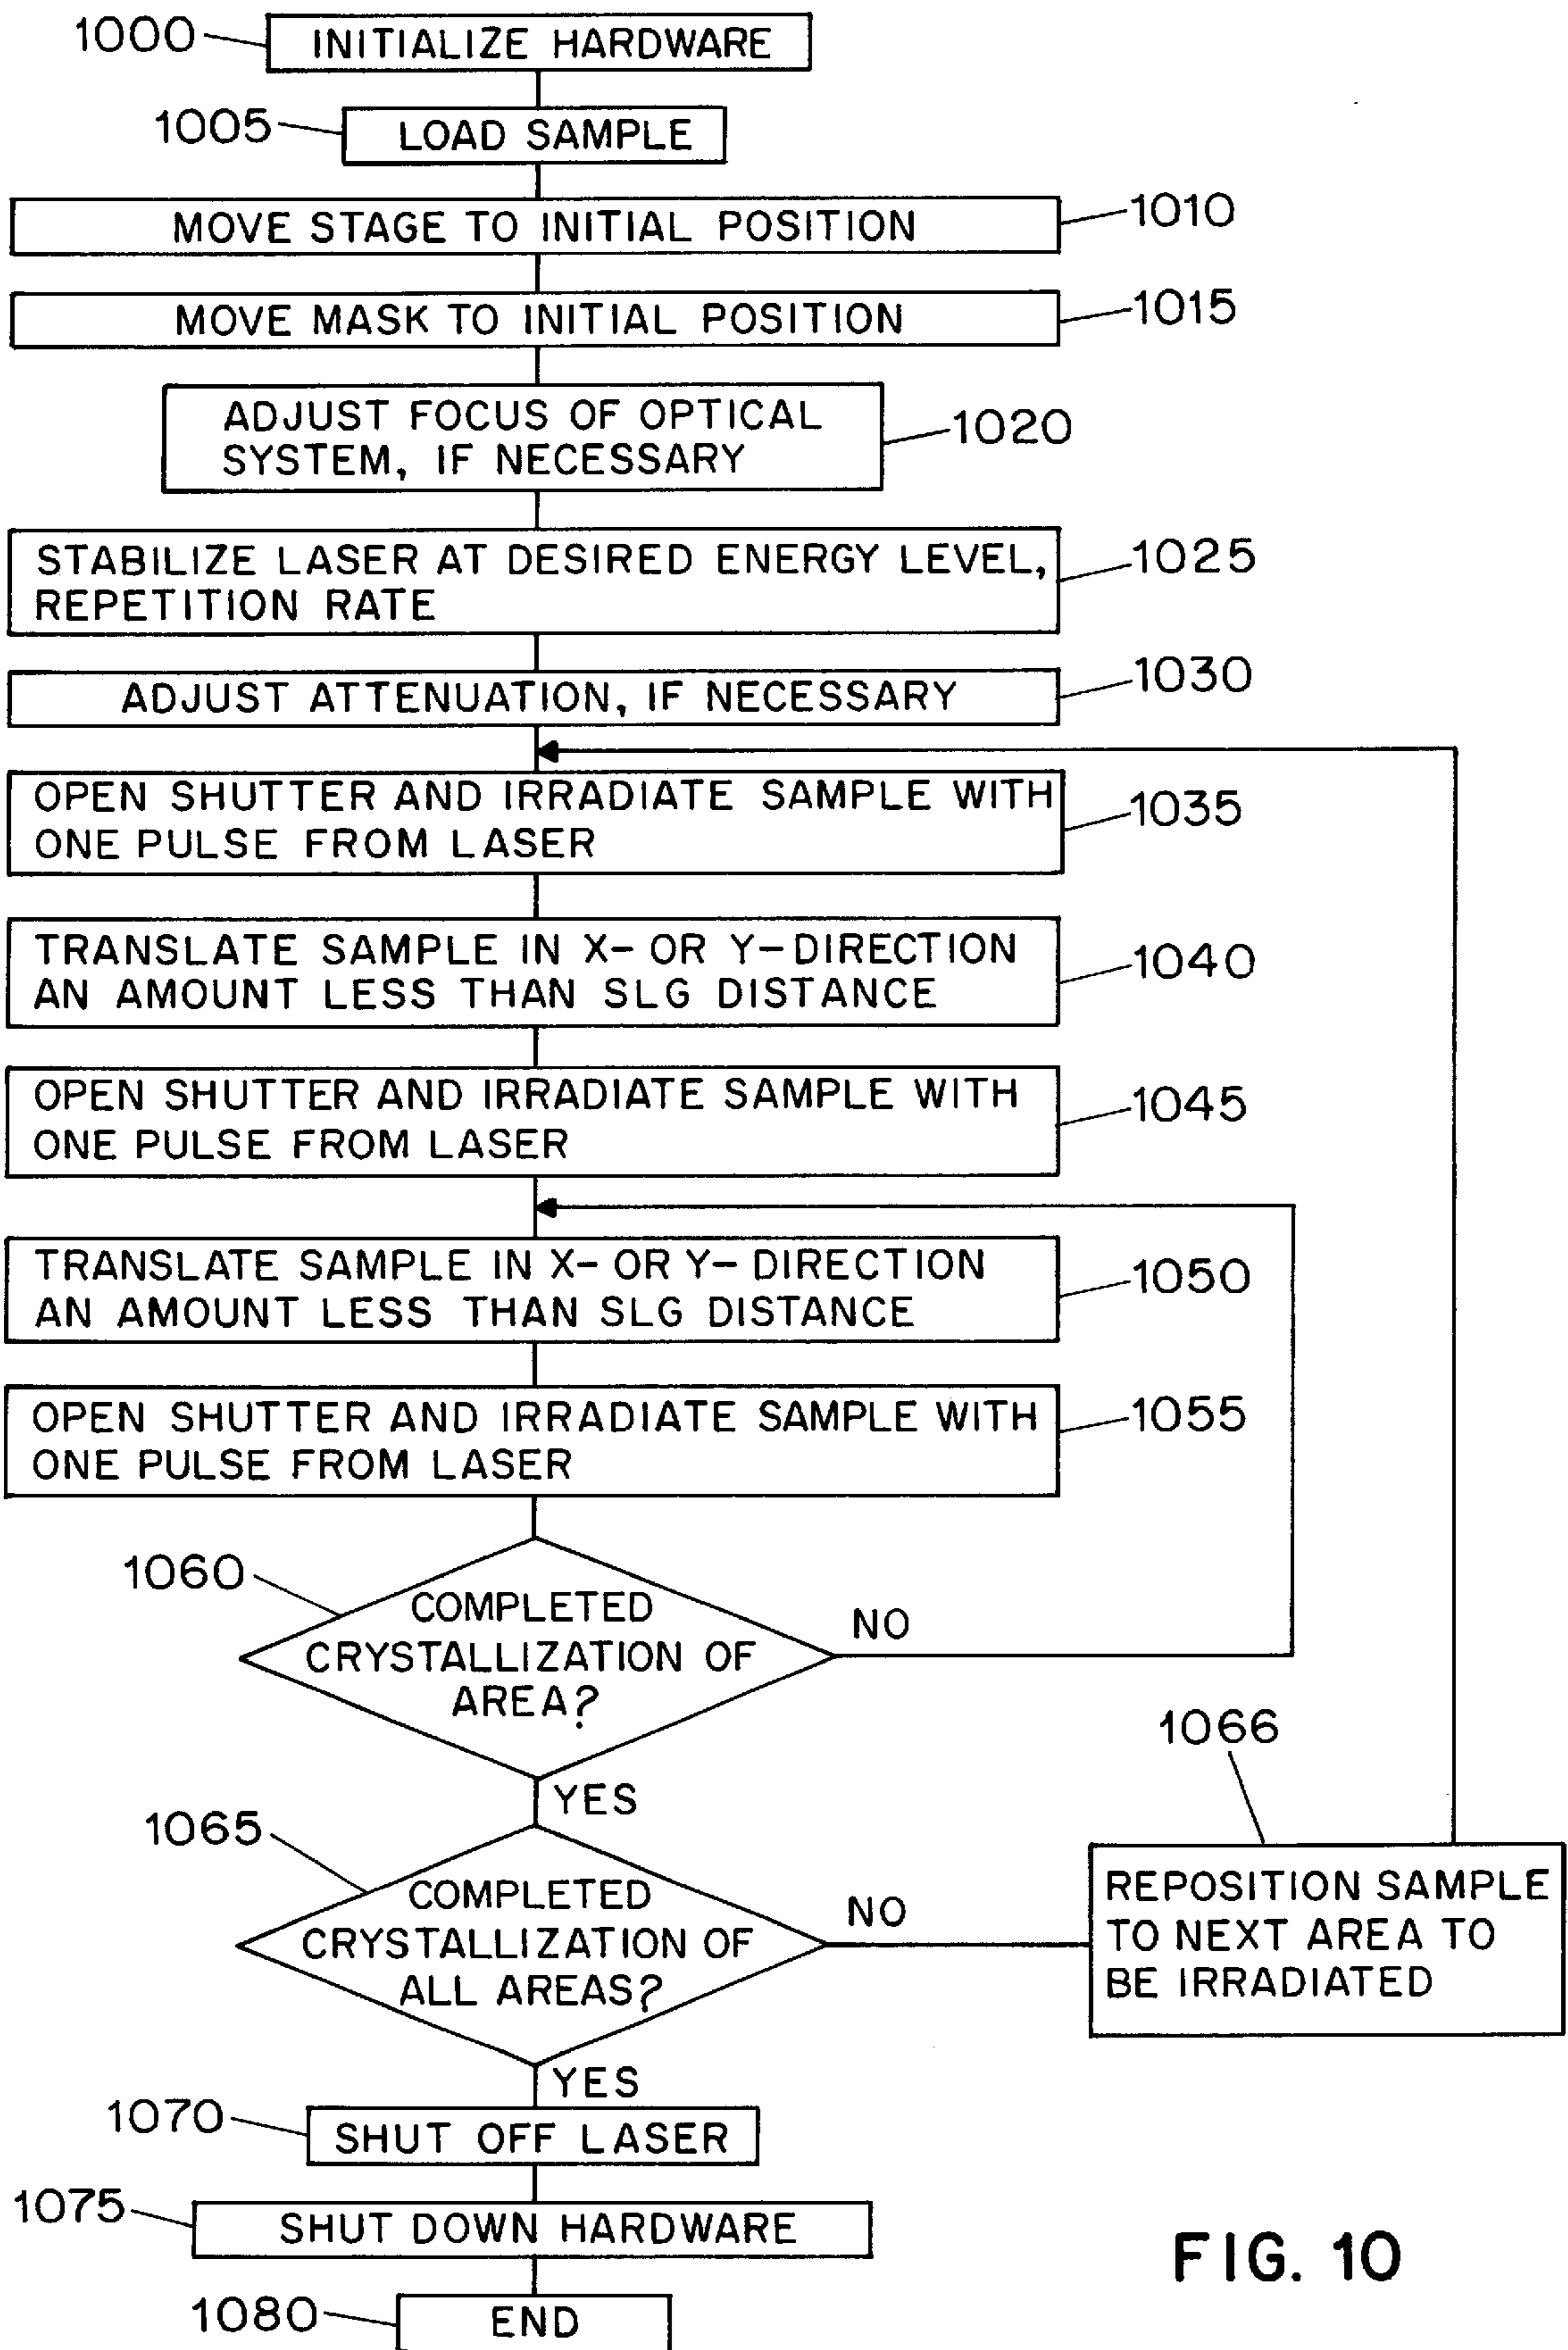 1000
INITIALIZE HARDWARE
1005
LOAD SAMPLE
MOVE STAGE TO INITIAL POSITION
1010
MOVE MASK TO INITIAL POSITION
1015
ADJUST FOCUS OF OPTICAL
SYSTEM, IF NECESSARY
1020
STABILIZE LASER AT DESIRED ENERGY LEVEL,
REPETITION RATE
1025
ADJUST ATTENUATION, IF NECESSARY
1030
OPEN SHUTTER AND IRRADIATE SAMPLE WITH
ONE PULSE FROM LASER
1035
TRANSLATE SAMPLE IN X- OR Y-DIRECTION
AN AMOUNT LESS THAN SLG DISTANCE
1040
OPEN SHUTTER AND IRRADIATE SAMPLE WITH
ONE PULSE FROM LASER
1045
TRANSLATE SAMPLE IN X- OR Y- DIRECTION
AN AMOUNT LESS THAN SLG DISTANCE
1050
OPEN SHUTTER AND IRRADIATE SAMPLE WITH
ONE PULSE FROM LASER
1055
1060
COMPLETED
CRYSTALLIZATION OF
AREA?
NO
YES
1065
COMPLETED
CRYSTALLIZATION OF
ALL AREAS?
NO
1066
REPOSITION SAMPLE
TO NEXT AREA TO
BE IRRADIATED
YES
1070
SHUT OFF LASER
1075
SHUT DOWN HARDWARE
1080
END
FIG. 10